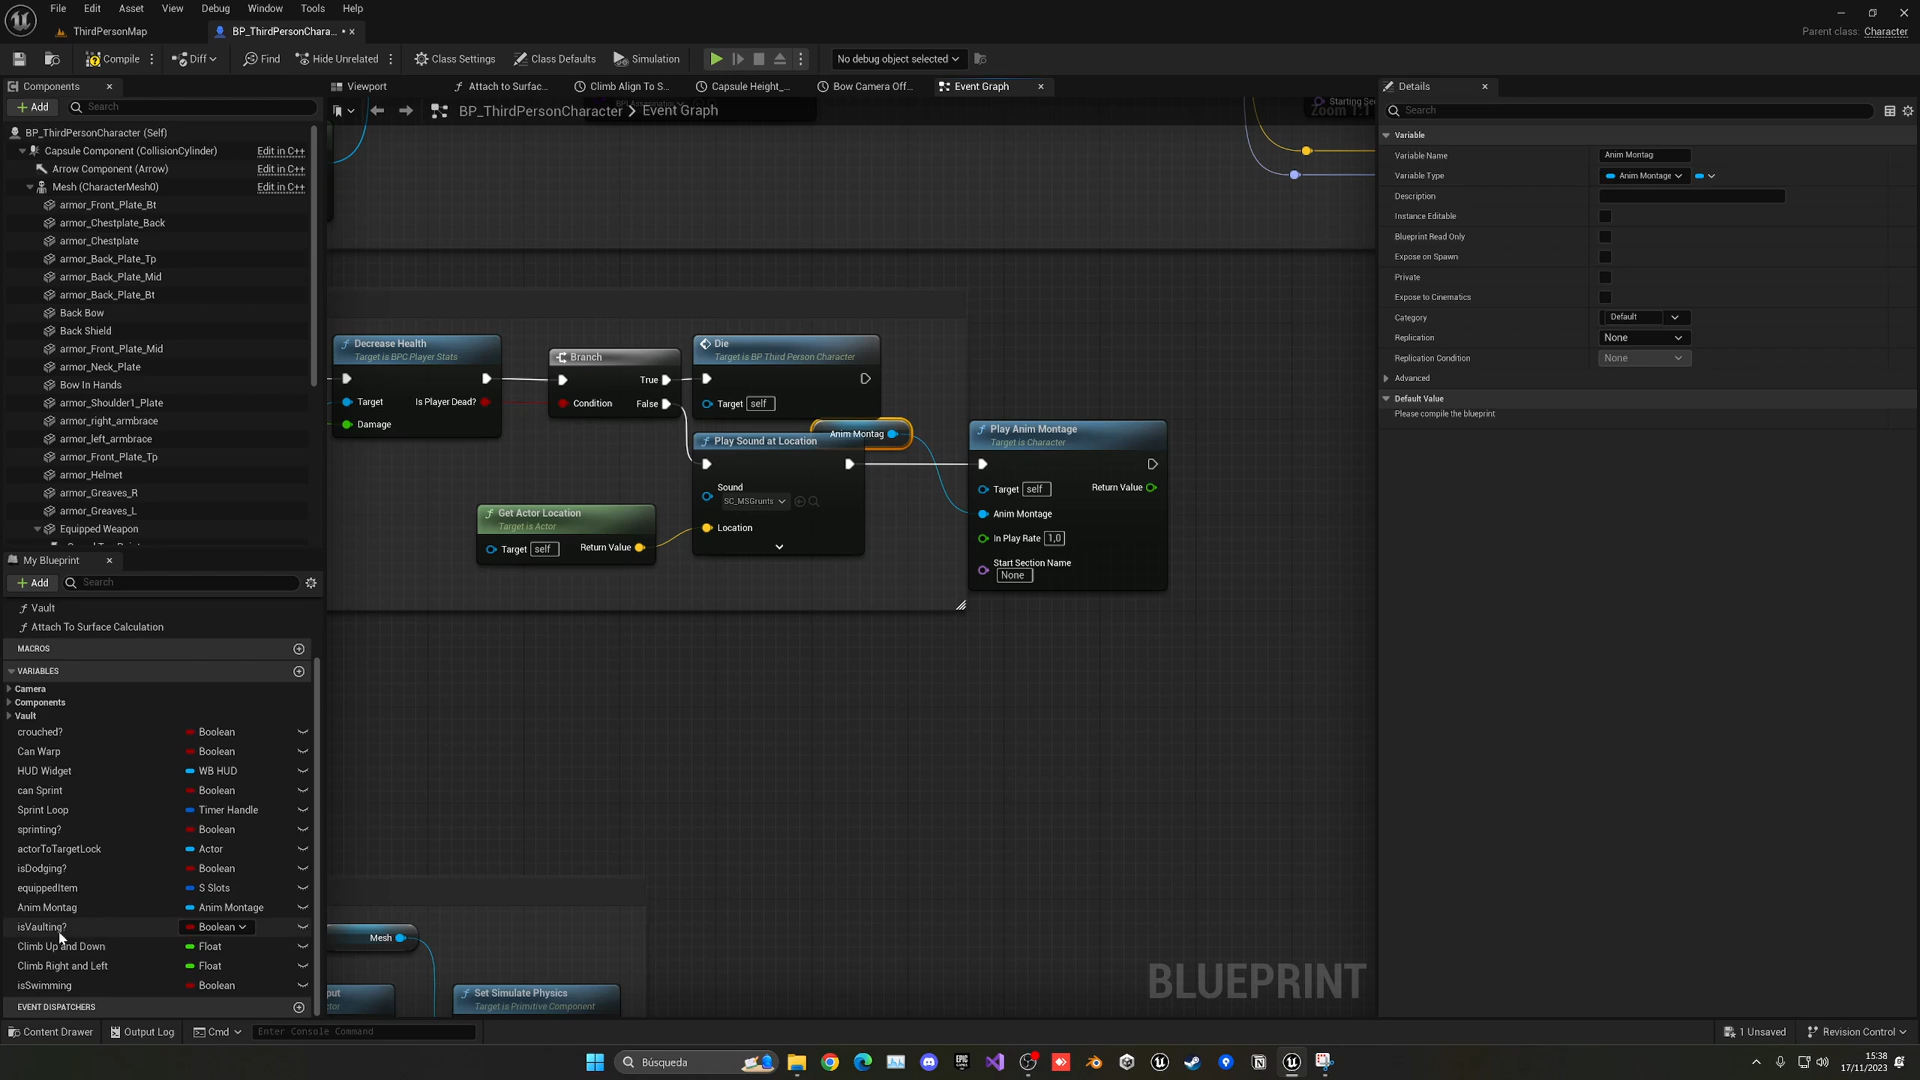 File Edit Asset View Debug Window Tools Help
ThirdPersonMap BP_ThirdPersonChara... •
Parent class: Character
Compile Diff Find Hide Unrelated Class Settings Class Defaults Simulation No debug object selected
Components
Add Search
BP_ThirdPersonCharacter (Self)
Capsule Component (CollisionCylinder) Edit in C++
Arrow Component (Arrow) Edit in C++
Mesh (CharacterMesh0) Edit in C++
armor_Front_Plate_Bt
armor_Chestplate_Back
armor_Chestplate
armor_Back_Plate_Tp
armor_Back_Plate_Mid
armor_Back_Plate_Bt
Back Bow
Back Shield
armor_Front_Plate_Mid
armor_Neck_Plate
Bow In Hands
armor_Shoulder1_Plate
armor_right_armbrace
armor_left_armbrace
armor_Front_Plate_Tp
armor_Helmet
armor_Greaves_R
armor_Greaves_L
Equipped Weapon
My Blueprint
Add Search
Vault
Attach To Surface Calculation
MACROS
VARIABLES
Camera
Components
Vault
crouched? Boolean
Can Warp Boolean
HUD Widget WB HUD
can Sprint Boolean
Sprint Loop Timer Handle
sprinting? Boolean
actorToTargetLock Actor
isDodging? Boolean
equippedItem S Slots
Anim Montag Anim Montage
isVaulting? Boolean
Climb Up and Down Float
Climb Right and Left Float
isSwimming Boolean
EVENT DISPATCHERS
Viewport Attach to Surfac... Climb Align To S... Capsule Height_... Bow Camera Off... Event Graph
BP_ThirdPersonCharacter > Event Graph
Starting Se
Zoom 1:1
Decrease Health
Target is BPC Player Stats
Target Is Player Dead?
Damage
Branch
True
Condition False
Die
Target is BP Third Person Character
Target self
Anim Montag
Play Sound at Location
Sound
SC_MSGrunts
Location
Get Actor Location
Target is Actor
Target self Return Value
Play Anim Montage
Target is Character
Target self Return Value
Anim Montage
In Play Rate 1,0
Start Section Name
None
Mesh
Set Simulate Physics
Target is Primitive Component
BLUEPRINT
Details
Search
Variable
Variable Name Anim Montag
Variable Type Anim Montage
Description
Instance Editable
Blueprint Read Only
Expose on Spawn
Private
Expose to Cinematics
Category Default
Replication None
Replication Condition None
Advanced
Default Value
Please compile the blueprint
Content Drawer Output Log Cmd Enter Console Command 1 Unsaved Revision Control
Búsqueda
15:38
17/11/2023